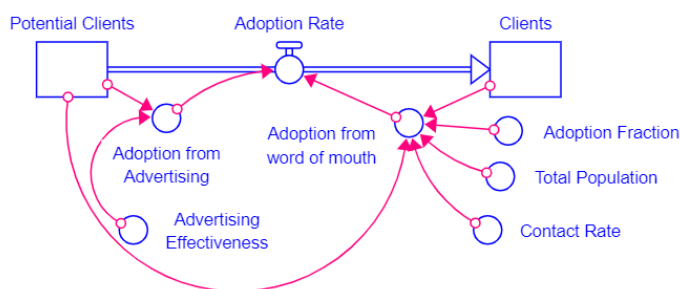 Potential Clients
Adoption Rate
Clients
Adoption from
Advertising
Adoption from
word of mouth
Adoption Fraction
Total Population
Advertising
Effectiveness
Contact Rate